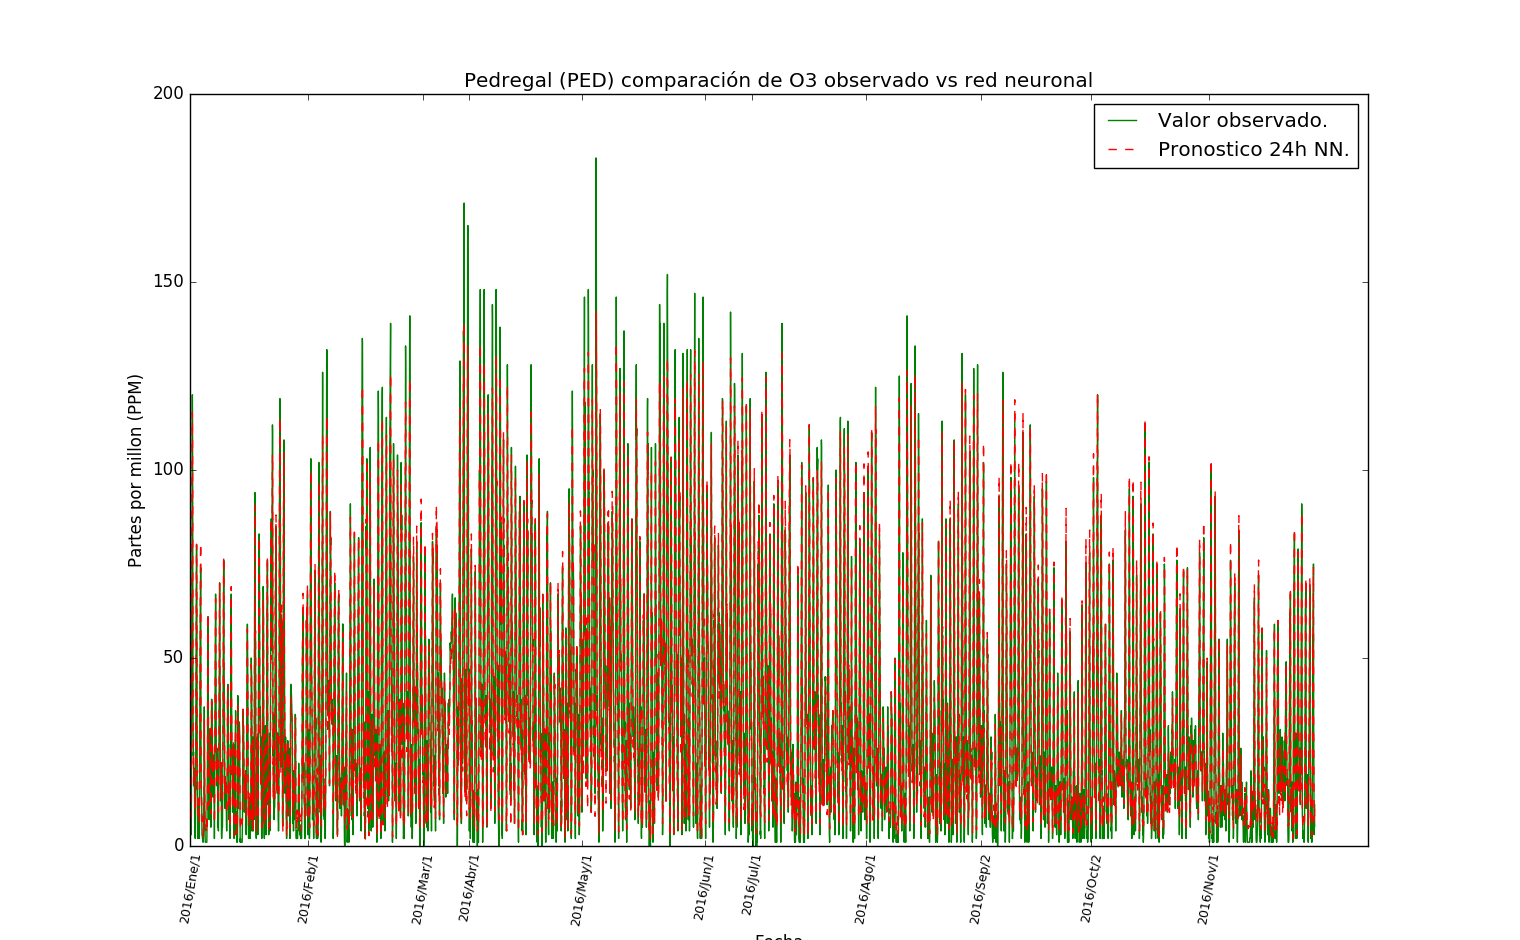 Pedregal (PED) comparación de O3 observado vs red neuronal
200
150
100
50
0
Partes por millon (PPM)
Valor observado.
Pronostico 24h NN.
2016/Ene/1
2016/Feb/1
2016/Mar/1
2016/Abr/1
2016/May/1
2016/Jun/1
2016/Jul/1
2016/Ago/1
2016/Sep/2
2016/Oct/2
2016/Nov/1
Fecha